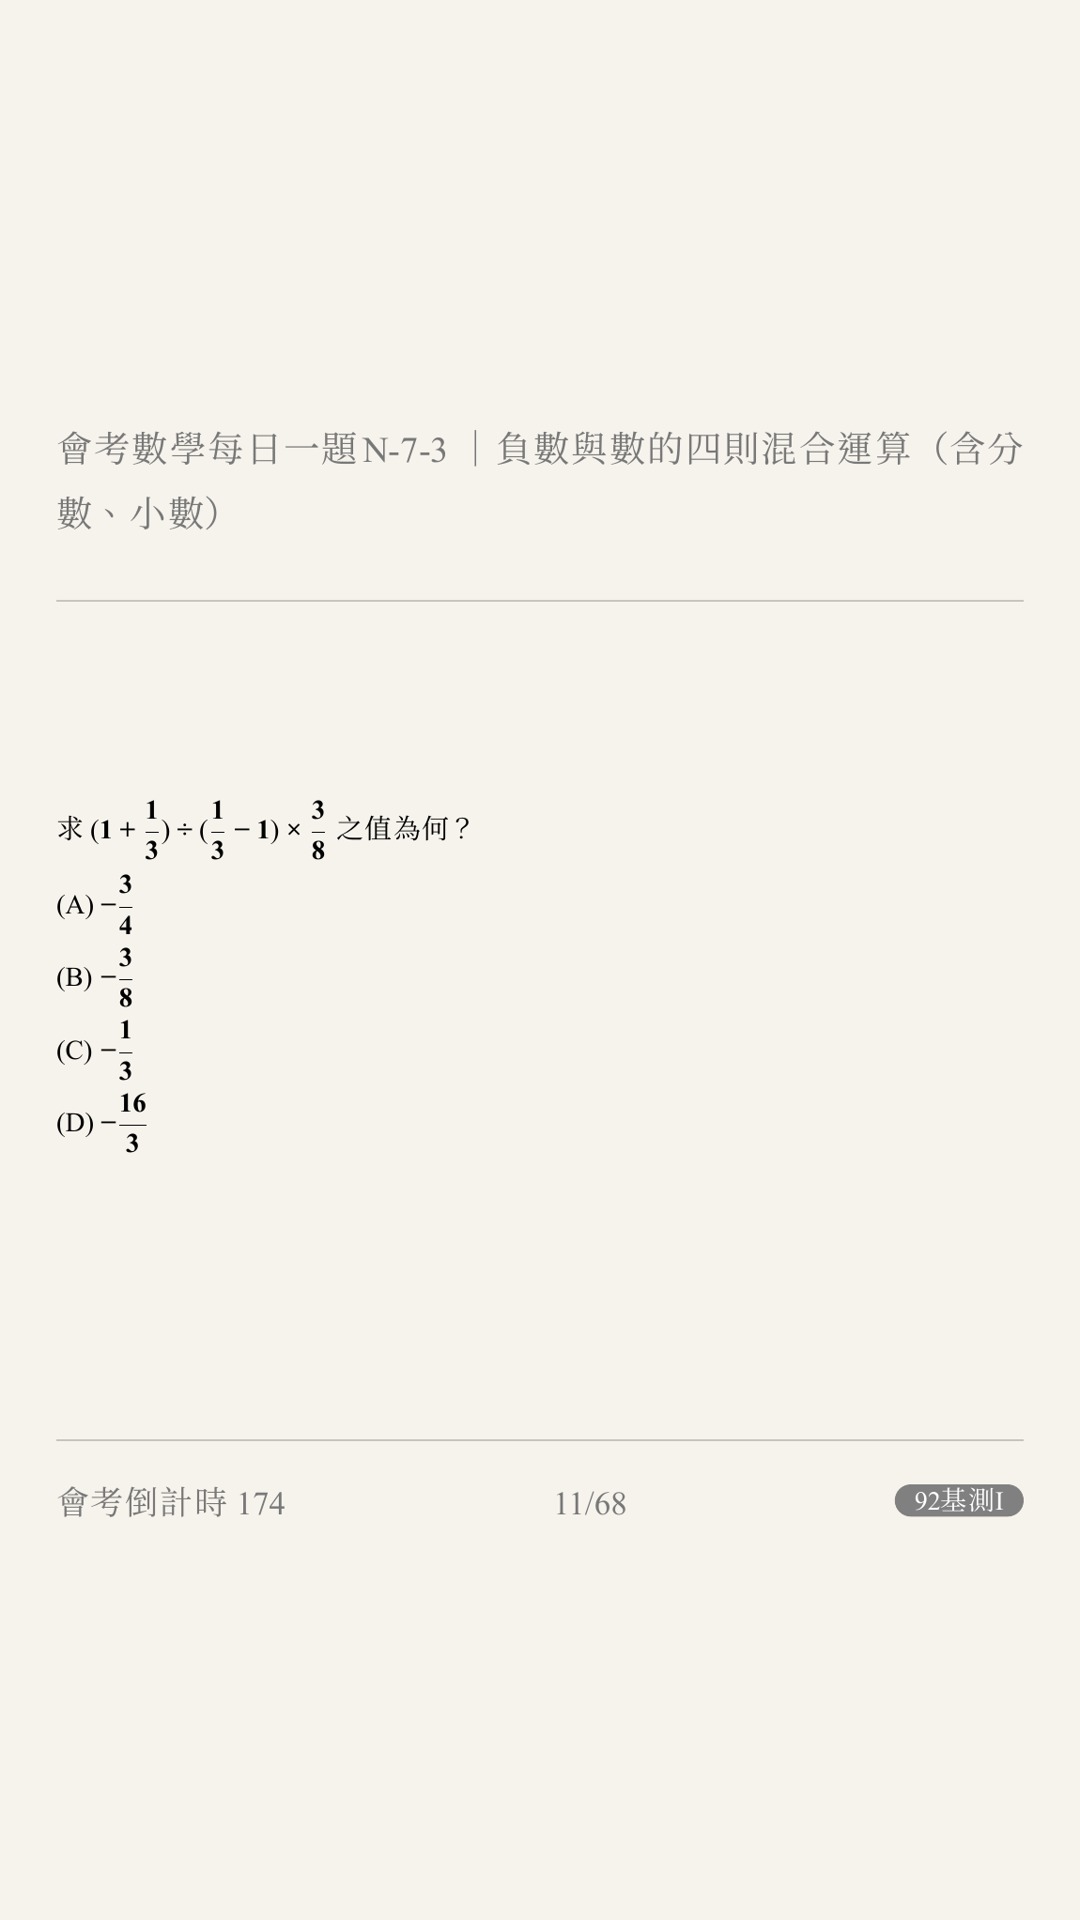 會考數學每日一題N-7-3 ｜負數與數的四則混合運算（含分
數、小數）
求 (1 + 1/3) ÷ (1/3 − 1) × 3/8 之值為何？
(A) −3/4
(B) −3/8
(C) −1/3
(D) −16/3
會考倒計時 174 11/68 92基測I